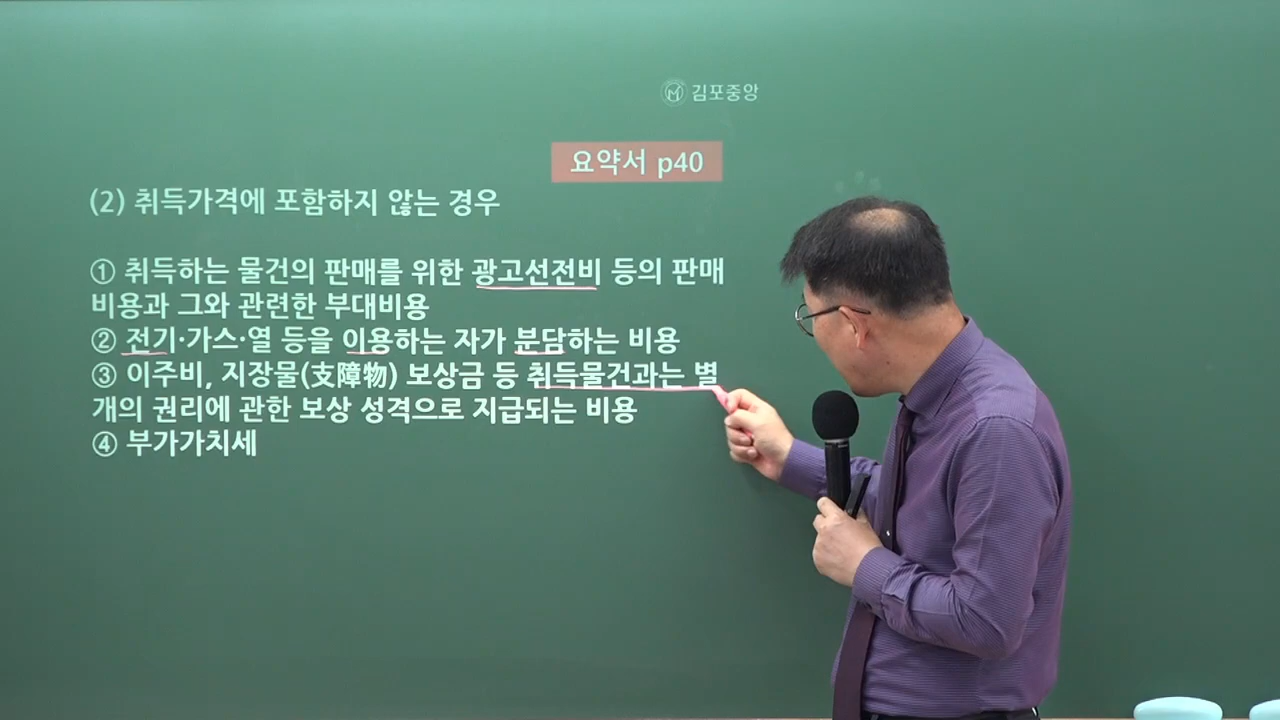 김포중앙
요약서 p40
(2) 취득가격에 포함하지 않는 경우
① 취득하는 물건의 판매를 위한 광고선전비 등의 판매
비용과 그와 관련한 부대비용
② 전기·가스·열 등을 이용하는 자가 분담하는 비용
③ 이주비, 지장물(支障物) 보상금 등 취득물건과는 별
개의 권리에 관한 보상 성격으로 지급되는 비용
④ 부가가치세